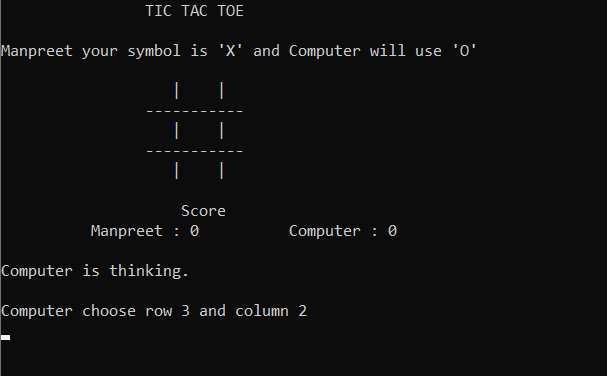 TIC TAC TOE
Manpreet your symbol is 'X' and Computer will use 'O'
|    |
-----------
|    |
-----------
|    |
Score
Manpreet : 0          Computer : 0
Computer is thinking.
Computer choose row 3 and column 2